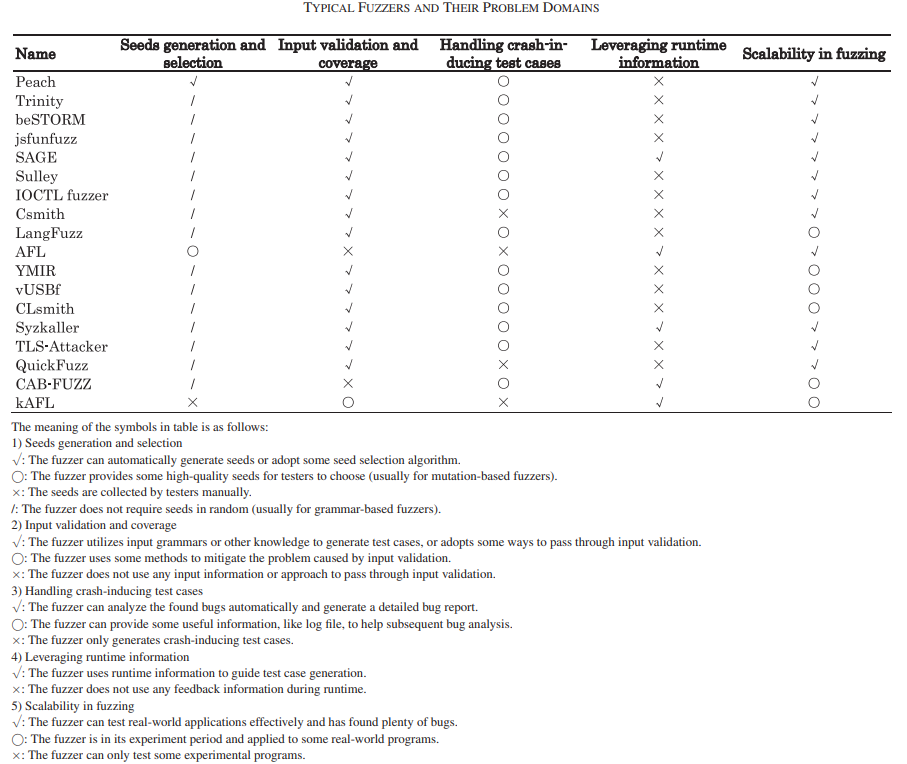 TYPICAL FUZZERS AND THEIR PROBLEM DOMAINS
Name Seeds generation and selection Input validation and coverage Handling crash-in-ducing test cases Leveraging runtime information Scalability in fuzzing
Peach √ √ ○ × √
Trinity / √ ○ × √
beSTORM / √ ○ × √
jsfunfuzz / √ ○ × √
SAGE / √ ○ √ √
Sulley / √ ○ × √
IOCTL fuzzer / √ ○ × √
Csmith / √ × × √
LangFuzz / √ ○ × ○
AFL ○ × × √ √
YMIR / √ ○ × ○
vUSBf / √ ○ × ○
CLsmith / √ ○ × ○
Syzkaller / √ ○ √ √
TLS-Attacker / √ ○ × √
QuickFuzz / √ × × √
CAB-FUZZ / × ○ √ ○
kAFL × ○ × √ ○
The meaning of the symbols in table is as follows:
1) Seeds generation and selection
√: The fuzzer can automatically generate seeds or adopt some seed selection algorithm.
○: The fuzzer provides some high-quality seeds for testers to choose (usually for mutation-based fuzzers).
×: The seeds are collected by testers manually.
/: The fuzzer does not require seeds in random (usually for grammar-based fuzzers).
2) Input validation and coverage
√: The fuzzer utilizes input grammars or other knowledge to generate test cases, or adopts some ways to pass through input validation.
○: The fuzzer uses some methods to mitigate the problem caused by input validation.
×: The fuzzer does not use any input information or approach to pass through input validation.
3) Handling crash-inducing test cases
√: The fuzzer can analyze the found bugs automatically and generate a detailed bug report.
○: The fuzzer can provide some useful information, like log file, to help subsequent bug analysis.
×: The fuzzer only generates crash-inducing test cases.
4) Leveraging runtime information
√: The fuzzer uses runtime information to guide test case generation.
×: The fuzzer does not use any feedback information during runtime.
5) Scalability in fuzzing
√: The fuzzer can test real-world applications effectively and has found plenty of bugs.
○: The fuzzer is in its experiment period and applied to some real-world programs.
×: The fuzzer can only test some experimental programs.